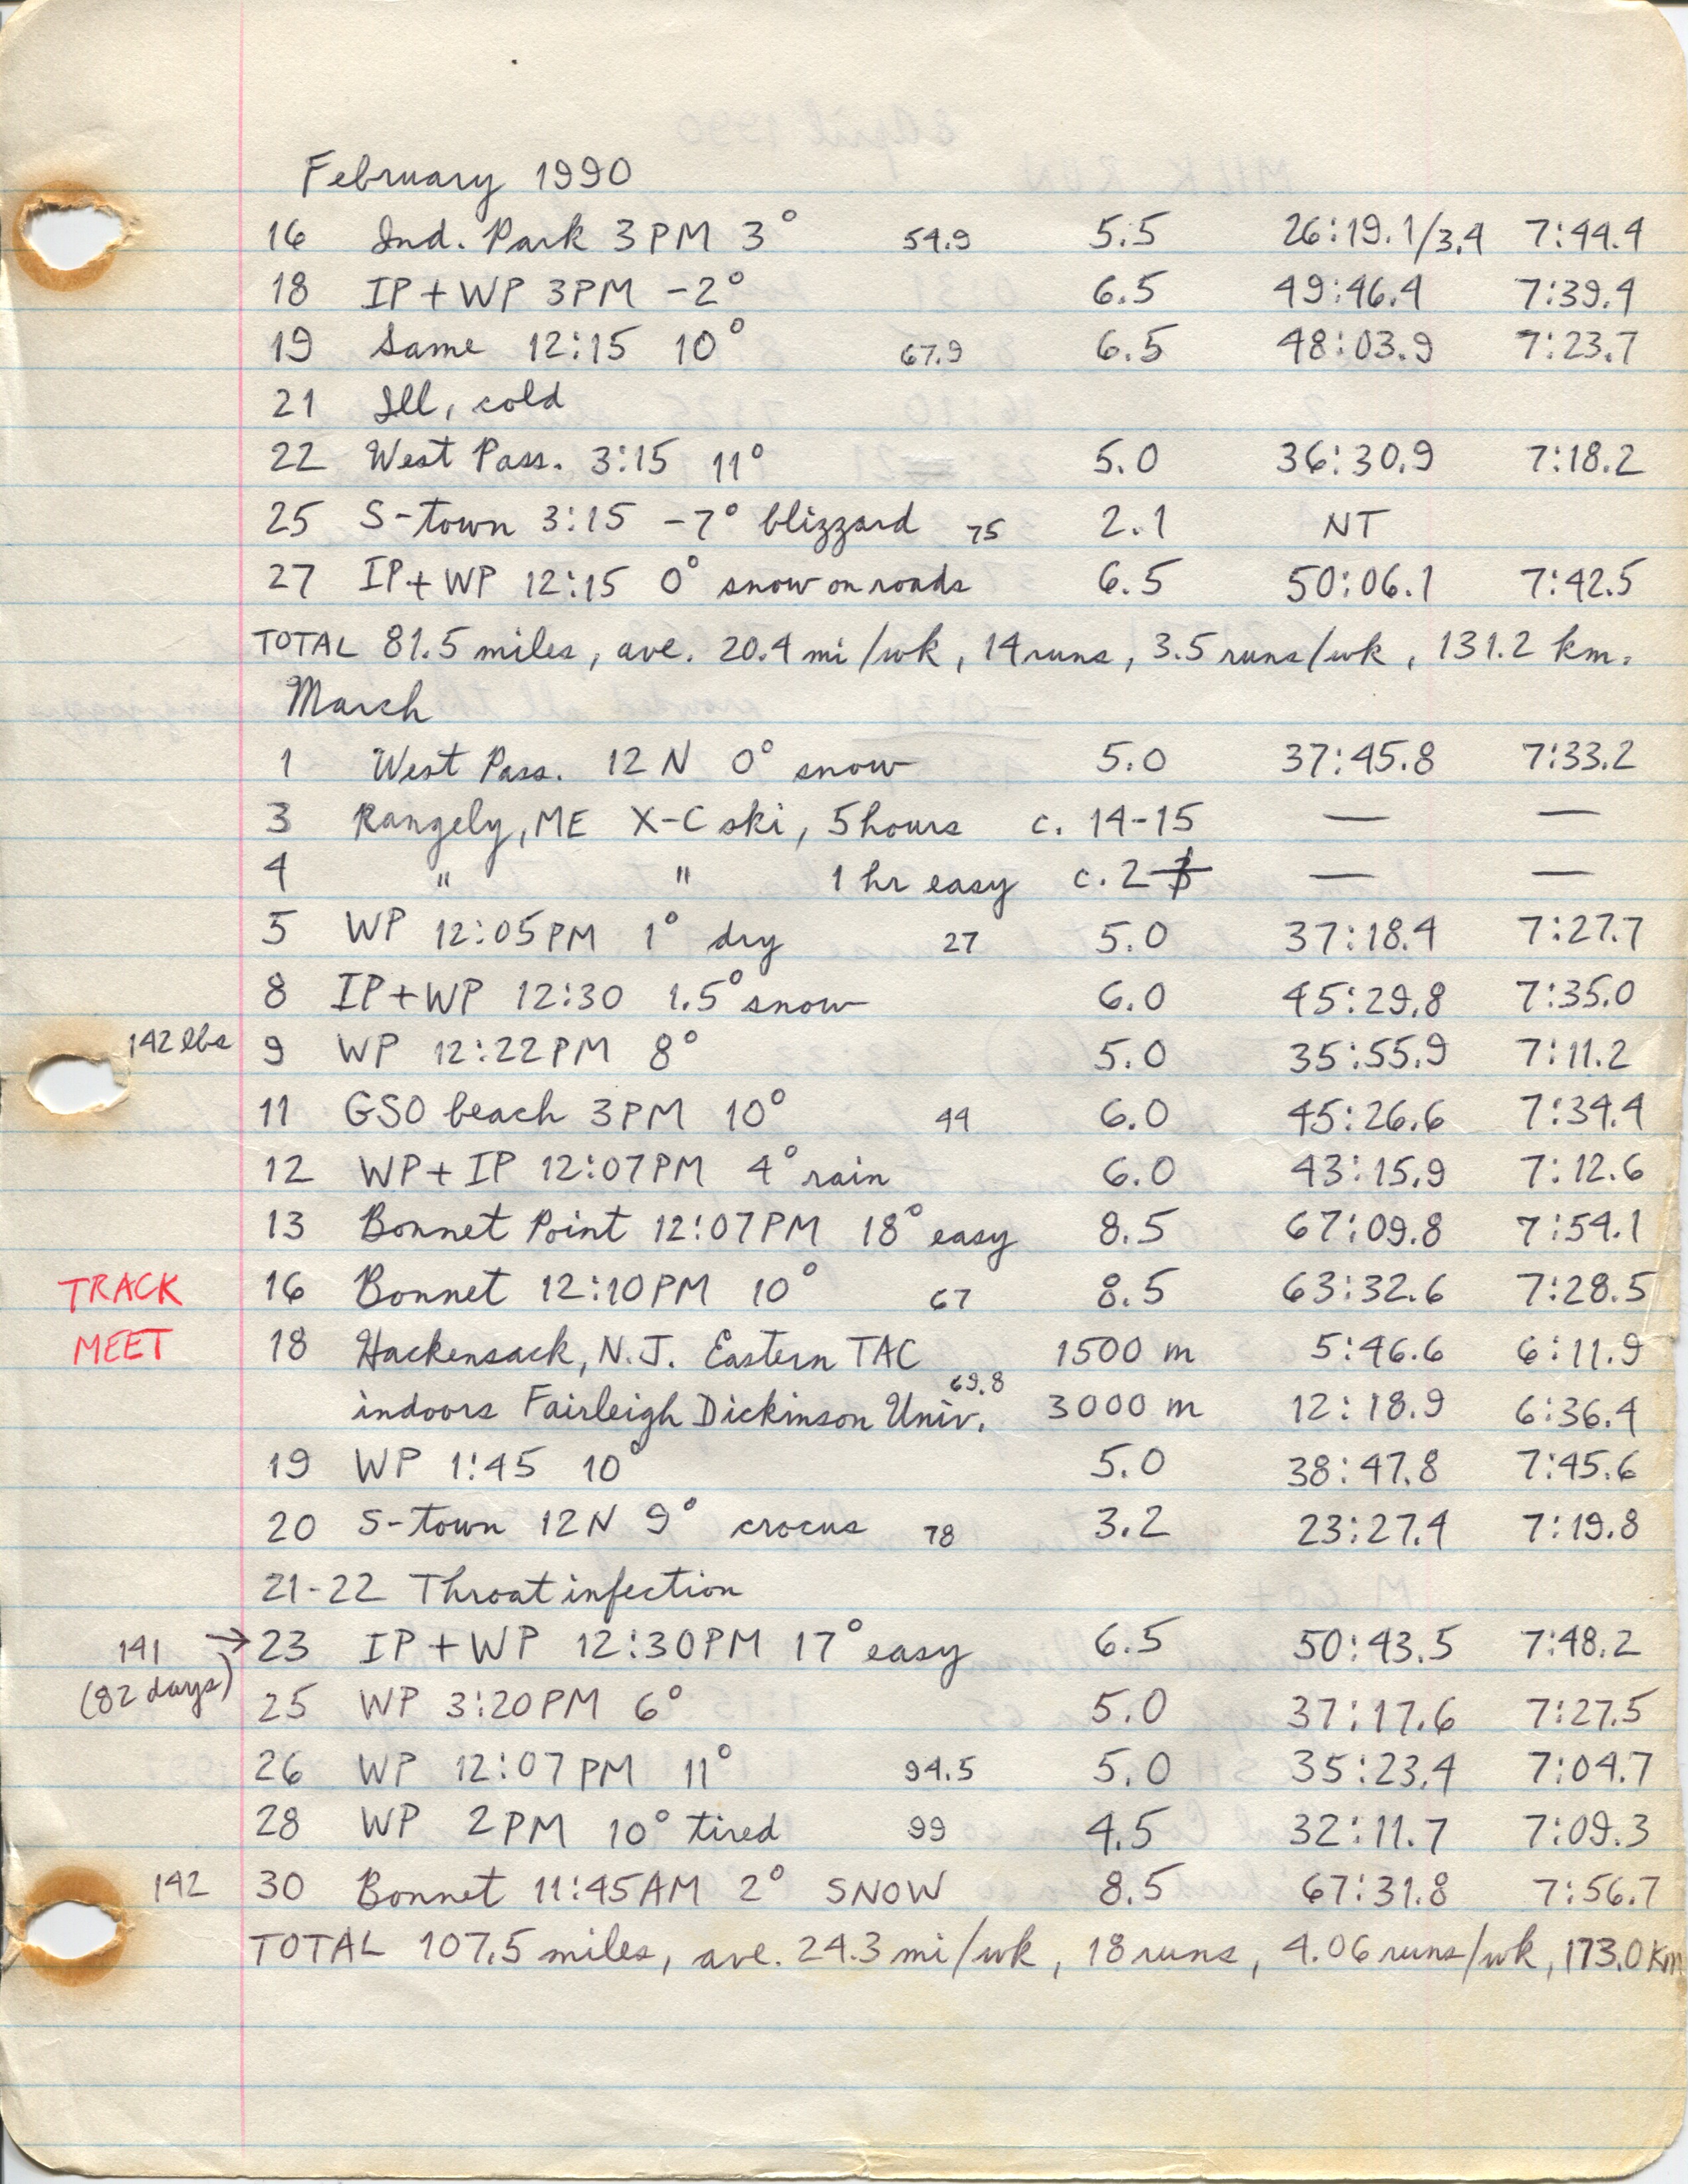 February 1990
16 Ind. Park 3PM 3° 54.9 5.5 26:19.1/3.4 7:44.4
18 IP+WP 3PM -2° 6.5 49:46.4 7:39.4
19 Same 12:15 10° 67.9 6.5 48:03.9 7:23.7
21 Ill, cold
22 West Pass. 3:15 11° 5.0 36:30.9 7:18.2
25 S-town 3:15 -7° blizzard 75 2.1 NT
27 IP+WP 12:15 0° snow on roads 6.5 50:06.1 7:42.5
TOTAL 81.5 miles, ave. 20.4 mi/wk, 14 runs, 3.5 runs/wk, 131.2 km.
March
1 West Pass. 12N 0° snow 5.0 37:45.8 7:33.2
3 Rangely, ME X-C ski, 5 hours c. 14-15 — —
4 " " 1 hr easy c. 2 — —
5 WP 12:05PM 1° dry 27 5.0 37:18.4 7:27.7
8 IP+WP 12:30 1.5° snow 6.0 45:29.8 7:35.0
142 lbs 9 WP 12:22PM 8° 5.0 35:55.9 7:11.2
11 GSO beach 3PM 10° 44 6.0 45:26.6 7:34.4
12 WP+IP 12:07PM 4° rain 6.0 43:15.9 7:12.6
13 Bonnet Point 12:07PM 18° easy 8.5 67:09.8 7:54.1
TRACK 16 Bonnet 12:10PM 10° 67 8.5 63:32.6 7:28.5
MEET 18 Hackensack, N.J. Eastern TAC 1500 m 5:46.6 6:11.9
indoors Fairleigh Dickinson Univ. 69.8 3000 m 12:18.9 6:36.4
19 WP 1:45 10° 5.0 38:47.8 7:45.6
20 S-town 12N 9° crocus 78 3.2 23:27.4 7:19.8
21-22 Throat infection
141 → 23 IP+WP 12:30PM 17° easy 6.5 50:43.5 7:48.2
(82 days) 25 WP 3:20PM 6° 5.0 37:17.6 7:27.5
26 WP 12:07PM 11° 94.5 5.0 35:23.4 7:04.7
28 WP 2PM 10° tired 99 4.5 32:11.7 7:09.3
142 30 Bonnet 11:45AM 2° SNOW 8.5 67:31.8 7:56.7
TOTAL 107.5 miles, ave. 24.3 mi/wk, 18 runs, 4.06 runs/wk, 173.0 Km